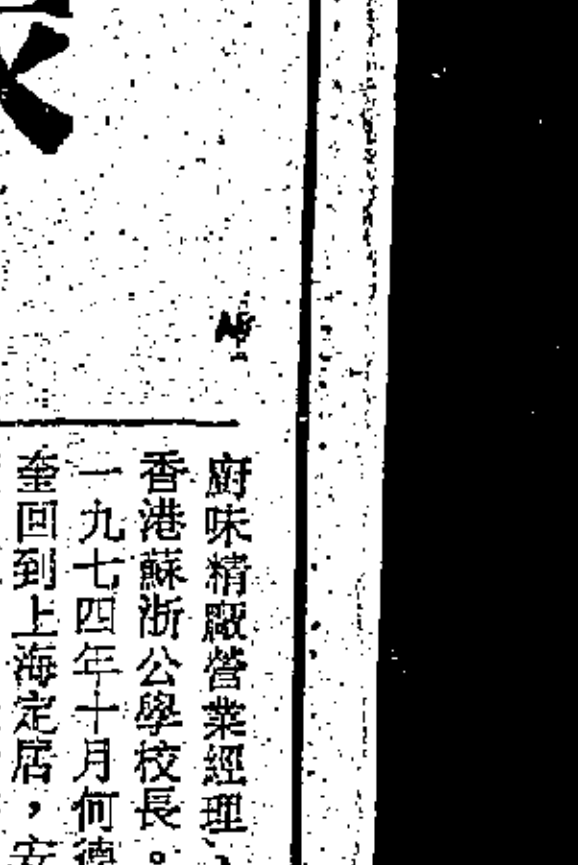 廚味精廠營業經理、
香港蘇浙公學校長。
一九七四年十月何德
奎回到上海定居，安